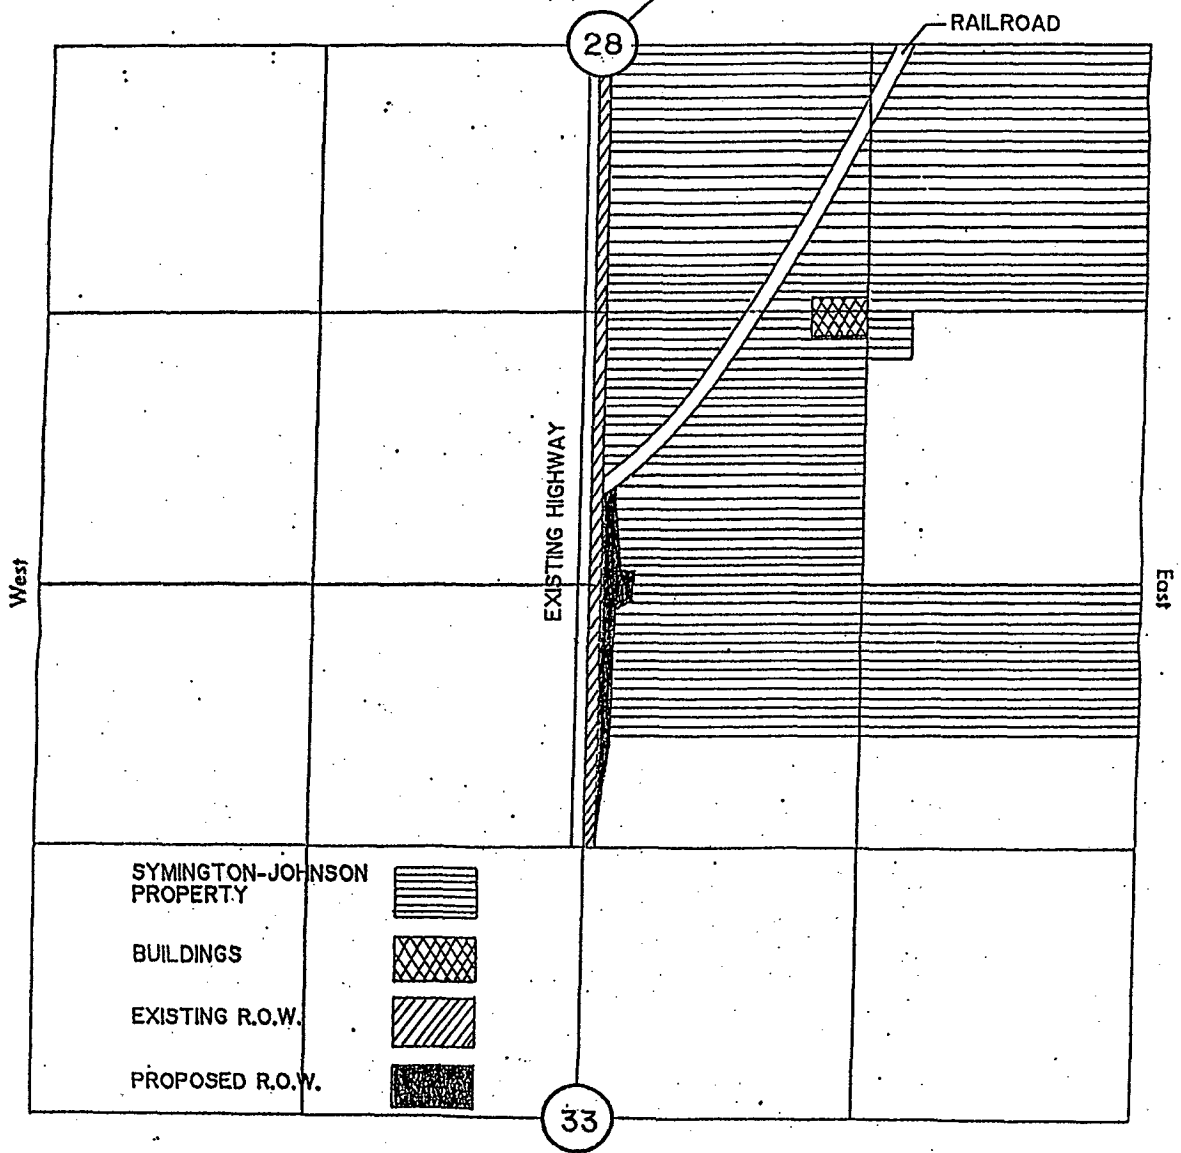 28
RAILROAD
EXISTING HIGHWAY
West
East
SYMINGTON-JOHNSON
PROPERTY
BUILDINGS
EXISTING R.O.W.
PROPOSED R.O.W.
33